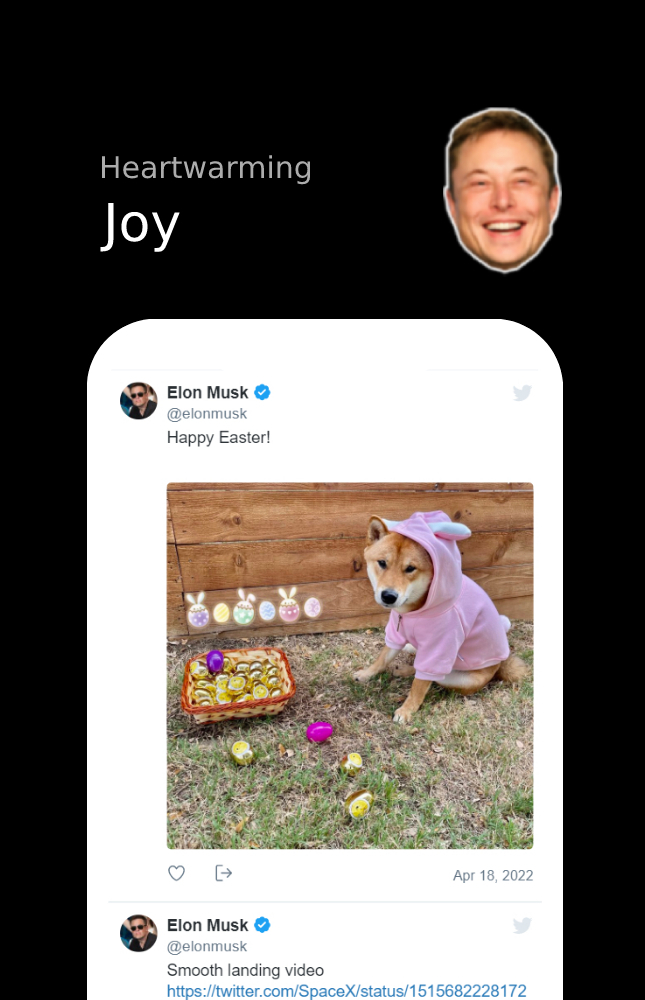 Heartwarming
Joy
Elon Musk
@elonmusk
Happy Easter!
Apr 18, 2022
Elon Musk
@elonmusk
Smooth landing video
https://twitter.com/SpaceX/status/1515682228172